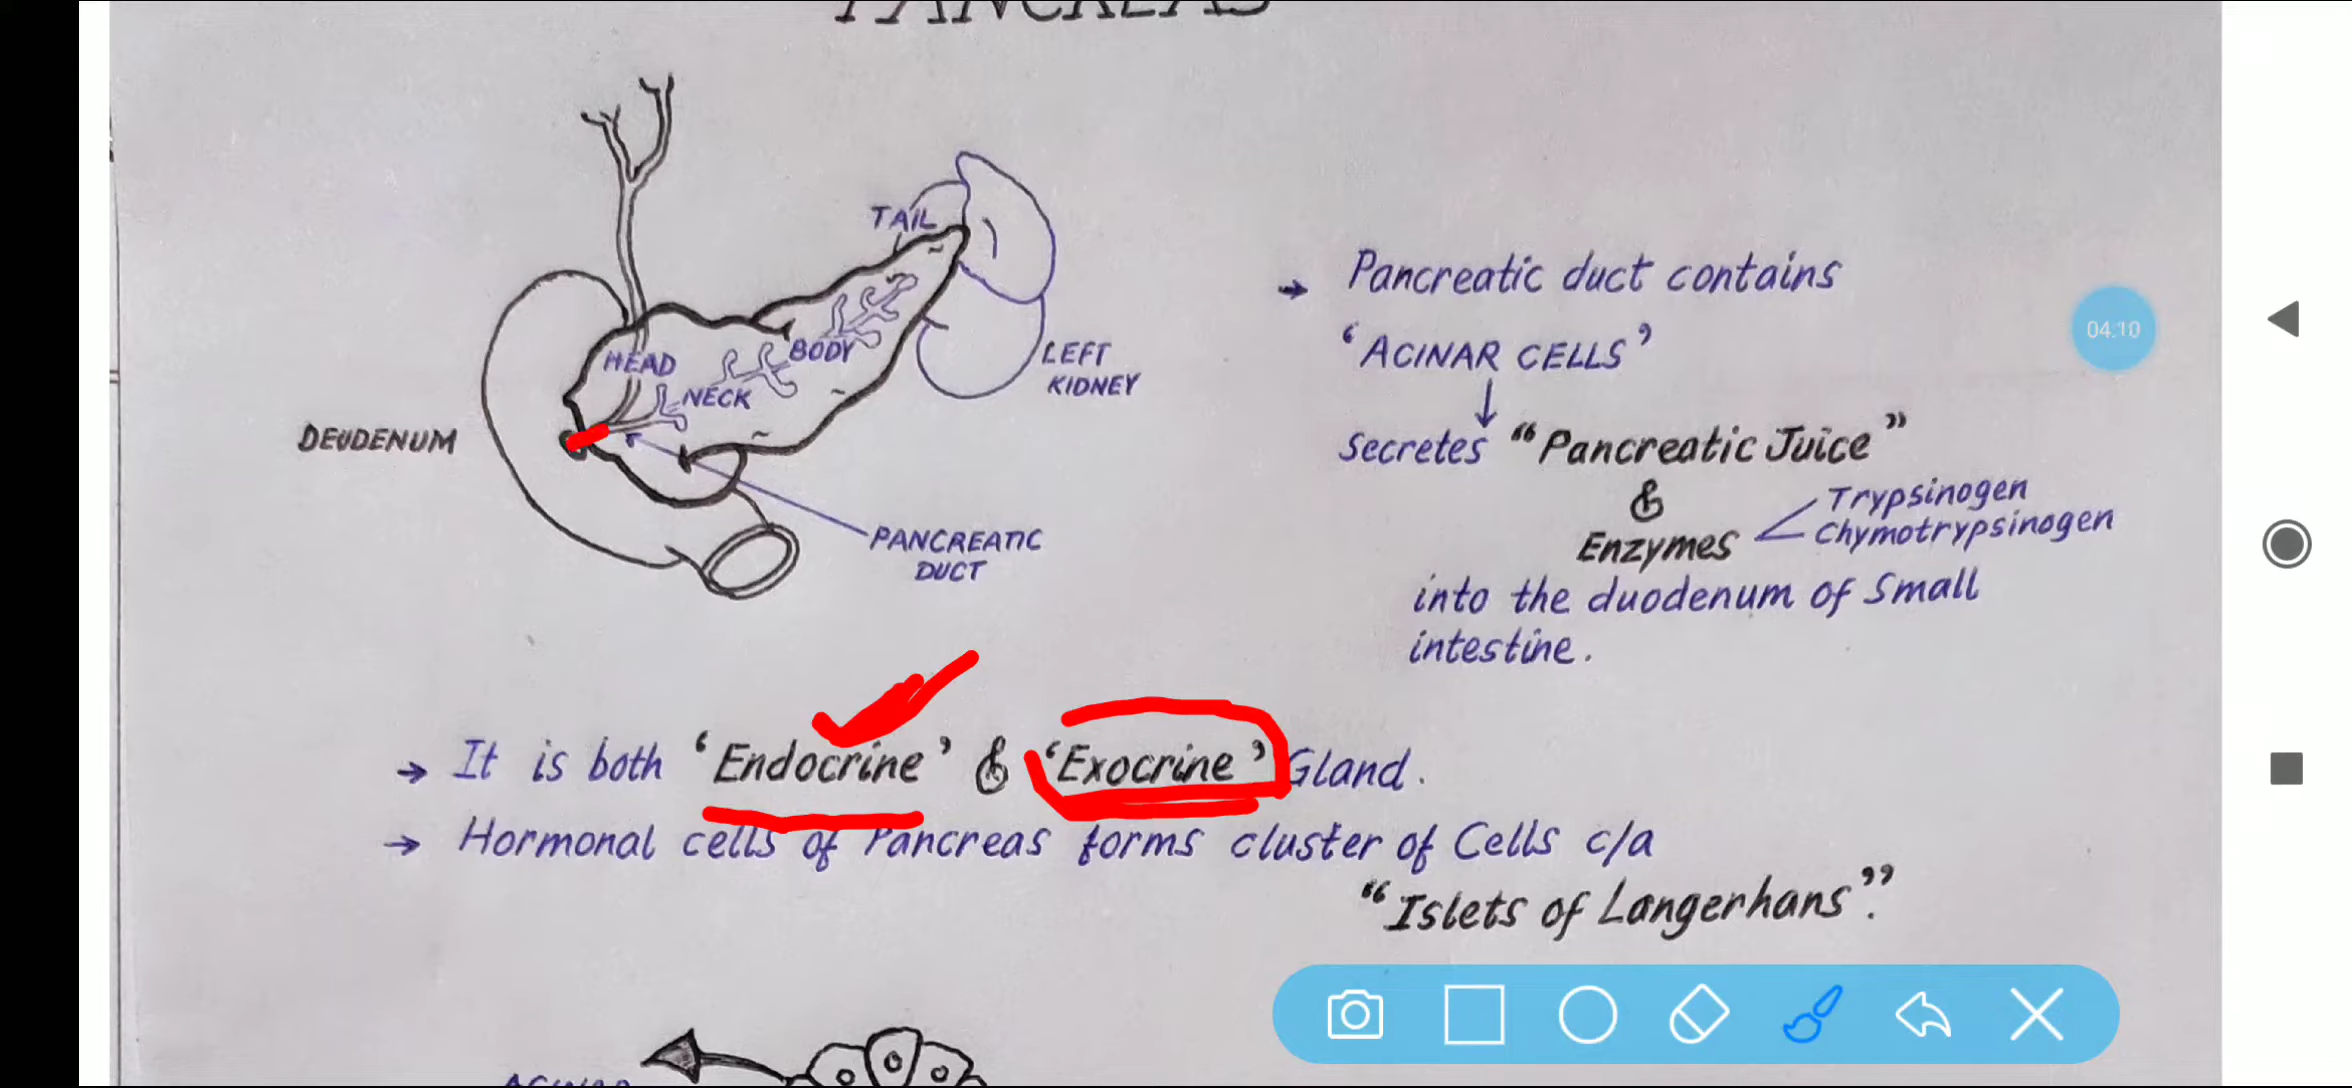 PANCREAS
TAIL
HEAD
BODY
NECK
LEFT
KIDNEY
DEUDENUM
PANCREATIC
DUCT
→ Pancreatic duct contains
‘ACINAR CELLS’
↓
Secretes “Pancreatic Juice”
&
Enzymes < Trypsinogen
Chymotrypsinogen
into the duodenum of Small
intestine.
04:10
→ It is both ‘Endocrine’ & ‘Exocrine’ Gland.
→ Hormonal cells of Pancreas forms cluster of Cells c/a
“Islets of Langerhans”.